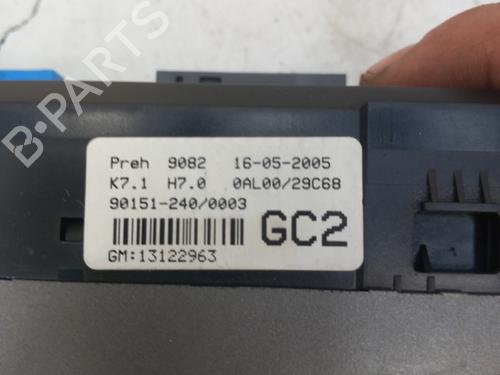 Preh 9082 16-05-2005
K7.1 H7.0 0AL00/29C68
90151-240/0003
GC2
GM:13122963
B-PARTS